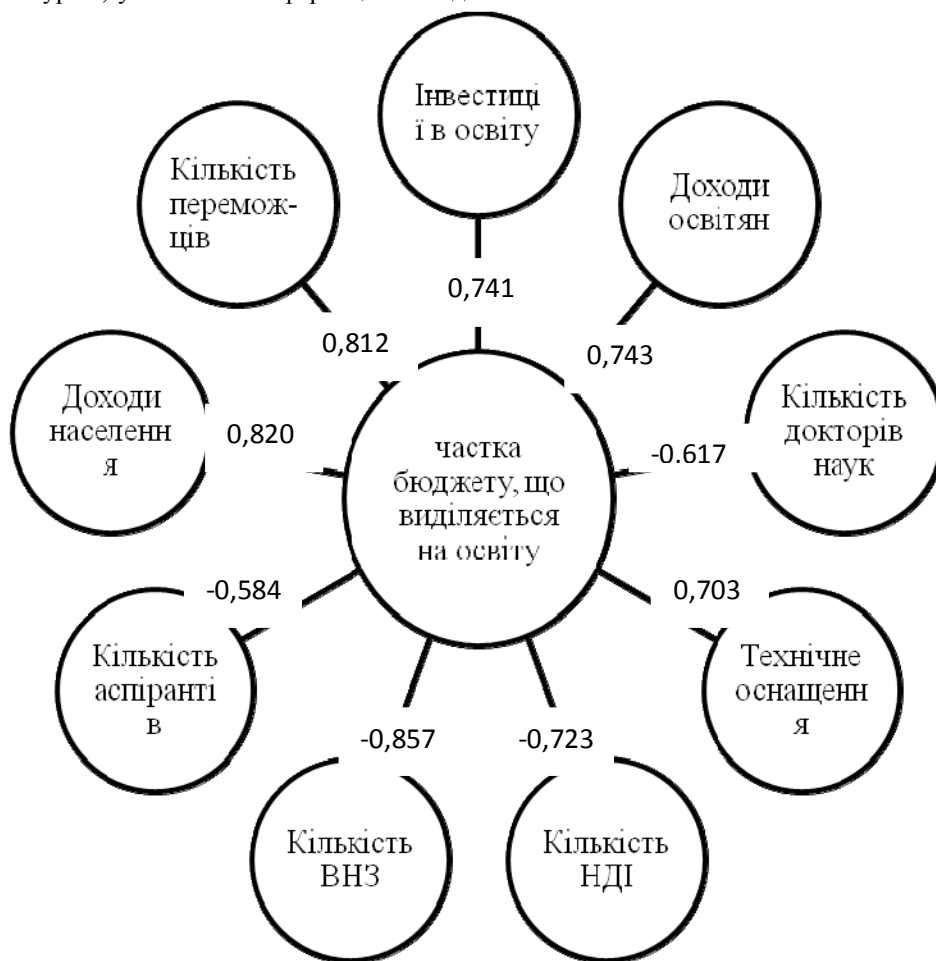 Інвестиці
ї в освіту
Кількість
перемож-
ців
Доходи
освітян
0,741
0,812
0,743
Доходи
населенн
я
0,820
частка
бюджету, що
виділяється
на освіту
-0.617
Кількість
докторів
наук
-0,584
0,703
Кількість
аспіранті
в
Технічне
оснащенн
я
-0,857
-0,723
Кількість
ВНЗ
Кількість
НДІ